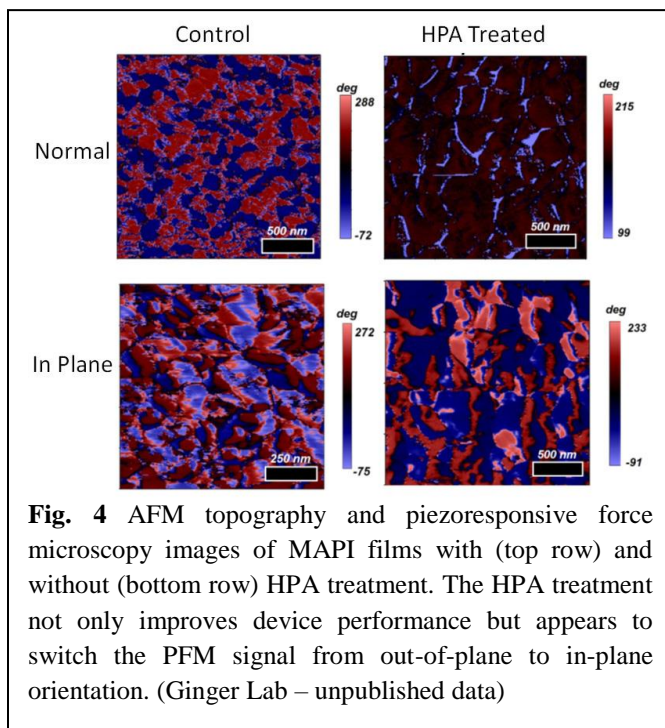 Control
HPA Treated
Normal
deg
288
-72
500 nm
deg
215
99
500 nm
In Plane
deg
272
-75
250 nm
deg
233
-91
500 nm
Fig. 4 AFM topography and piezoresponsive force
microscopy images of MAPI films with (top row) and
without (bottom row) HPA treatment. The HPA treatment
not only improves device performance but appears to
switch the PFM signal from out-of-plane to in-plane
orientation. (Ginger Lab – unpublished data)